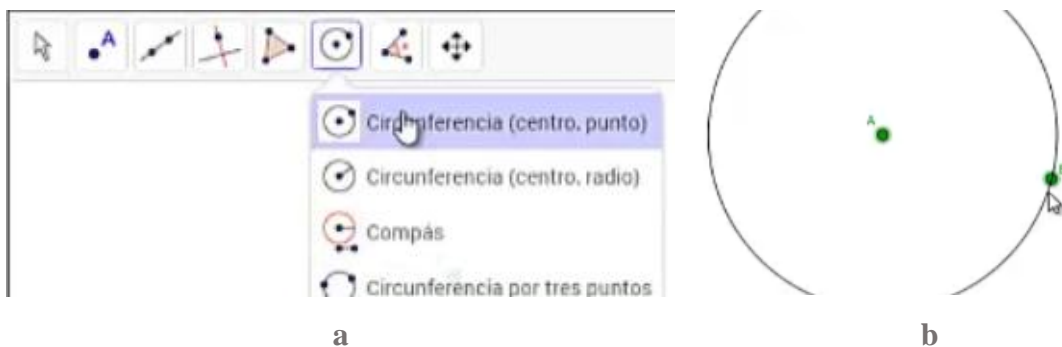 A
Circunferencia (centro, punto)
Circunferencia (centro, radio)
Compás
Circunferencia por tres puntos
A
a
b